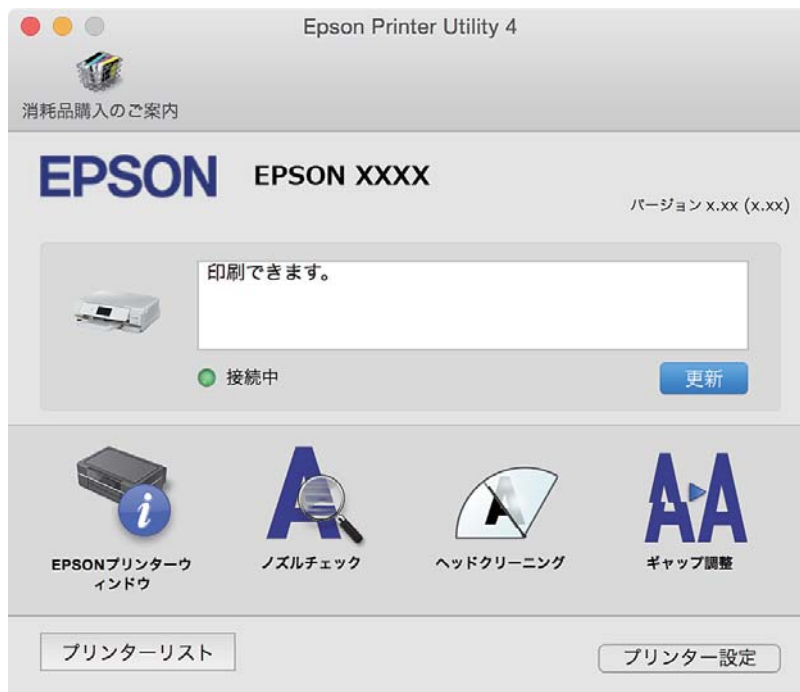 Epson Printer Utility 4
消耗品購入のご案内
EPSON
EPSON XXXX
バージョン x.xx (x.xx)
印刷できます。
接続中
更新
EPSONプリンターウ
ィンドウ
ノズルチェック
ヘッドクリーニング
ギャップ調整
プリンターリスト
プリンター設定